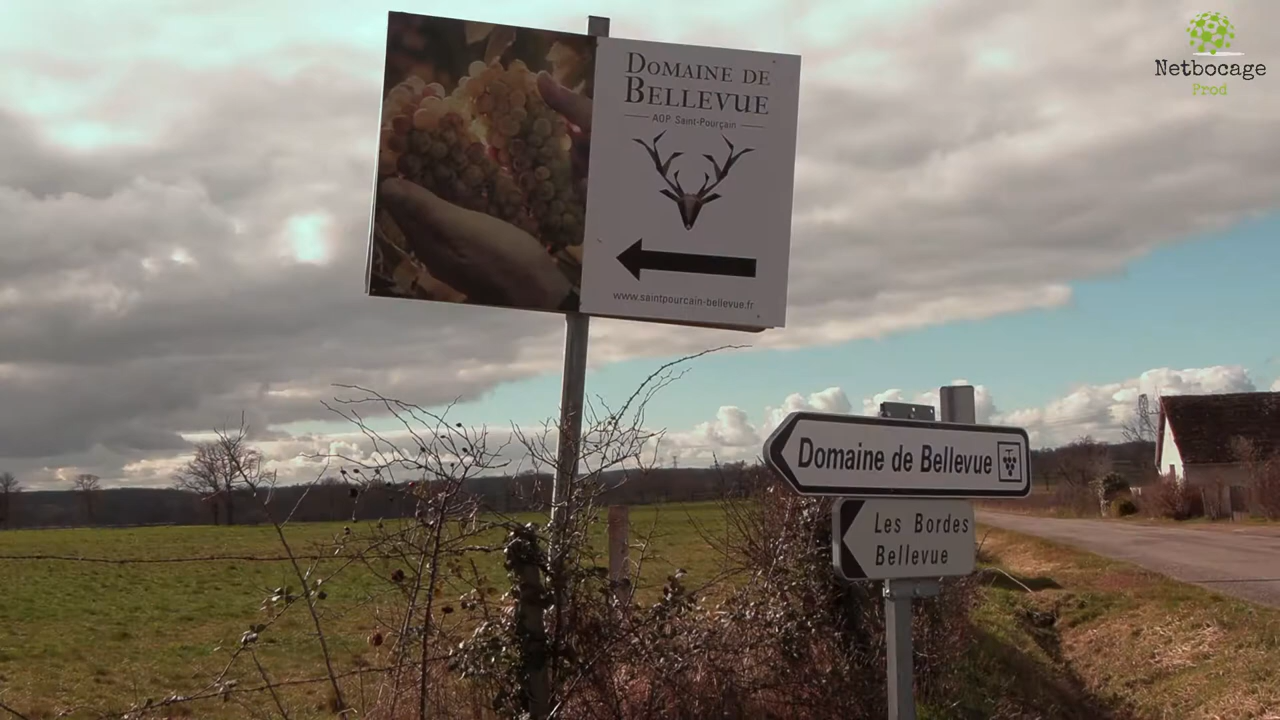 Netbocage
Prod
DOMAINE DE
BELLEVUE
AOP Saint-Pourçain
www.saintpourcain-bellevue.fr
Domaine de Bellevue
Les Bordes
Bellevue